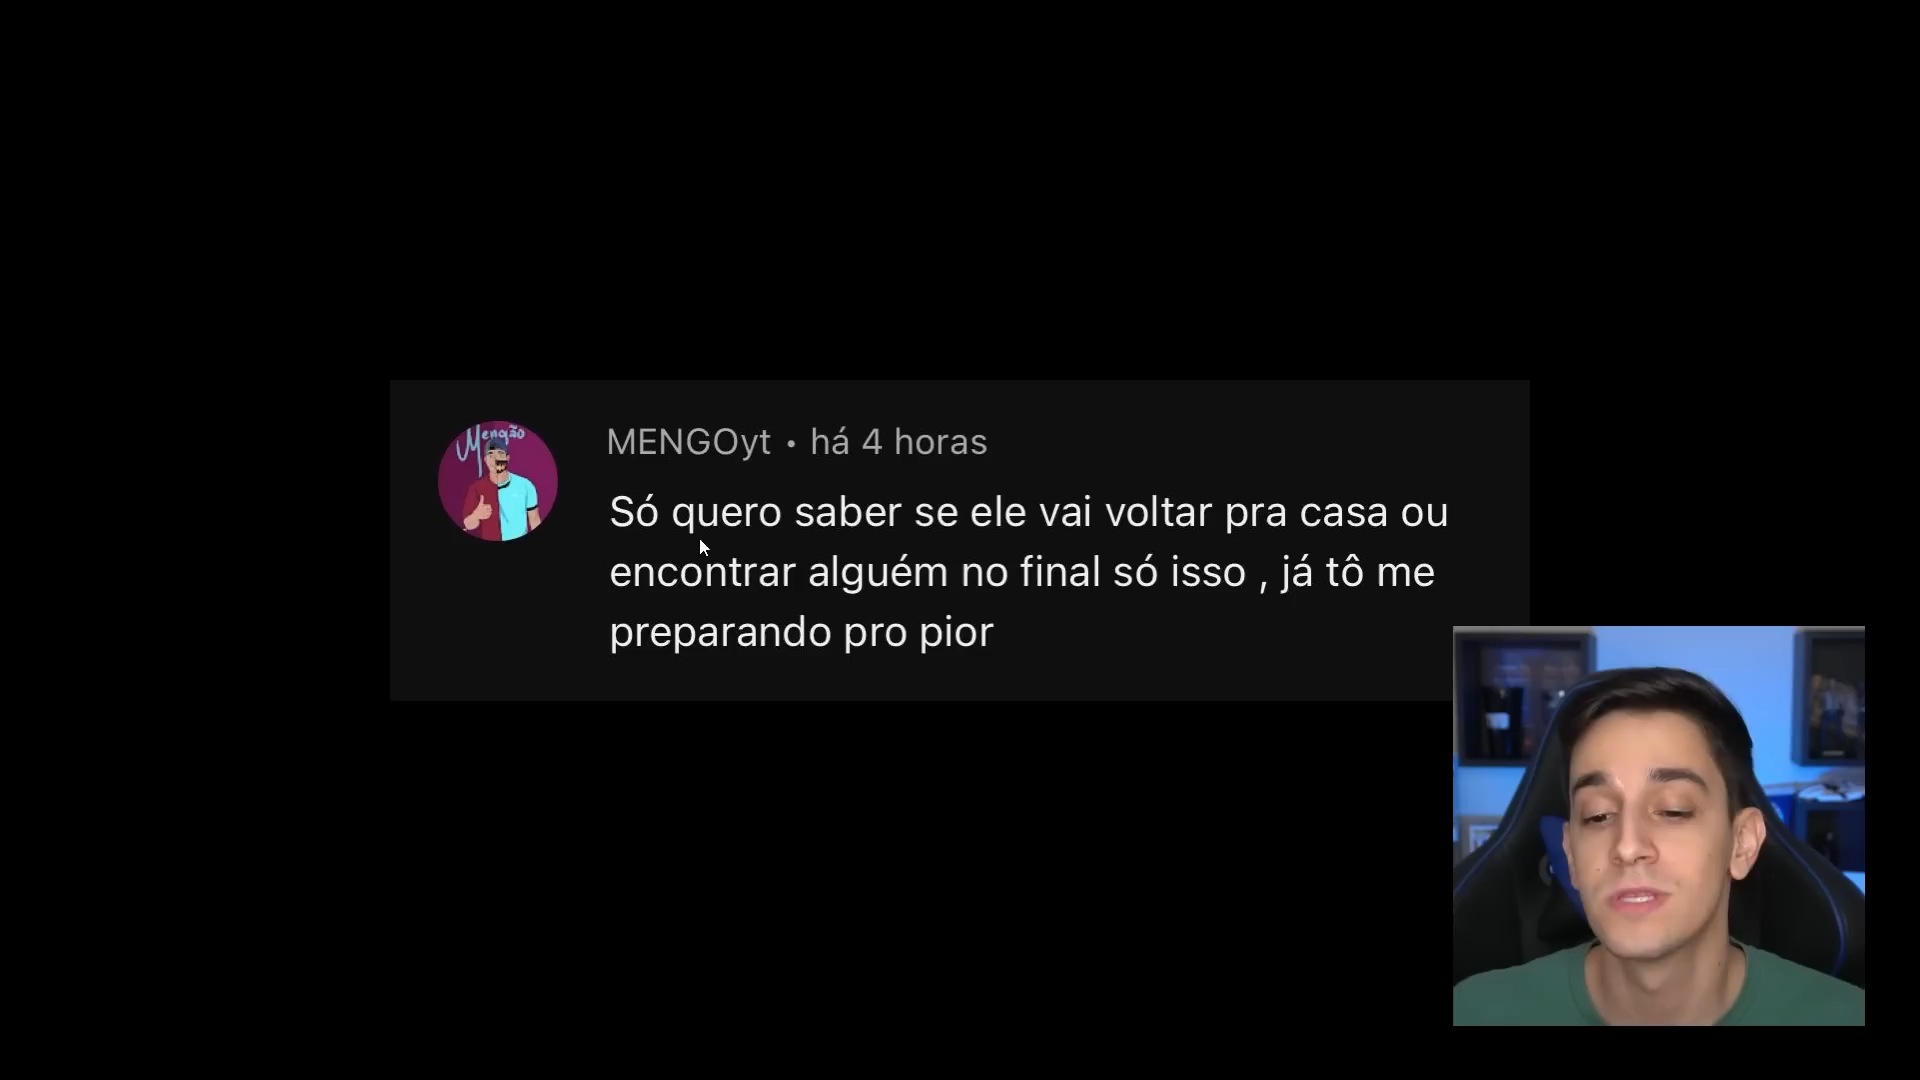 Mengão
MENGOyt • há 4 horas
Só quero saber se ele vai voltar pra casa ou
encontrar alguém no final só isso , já tô me
preparando pro pior